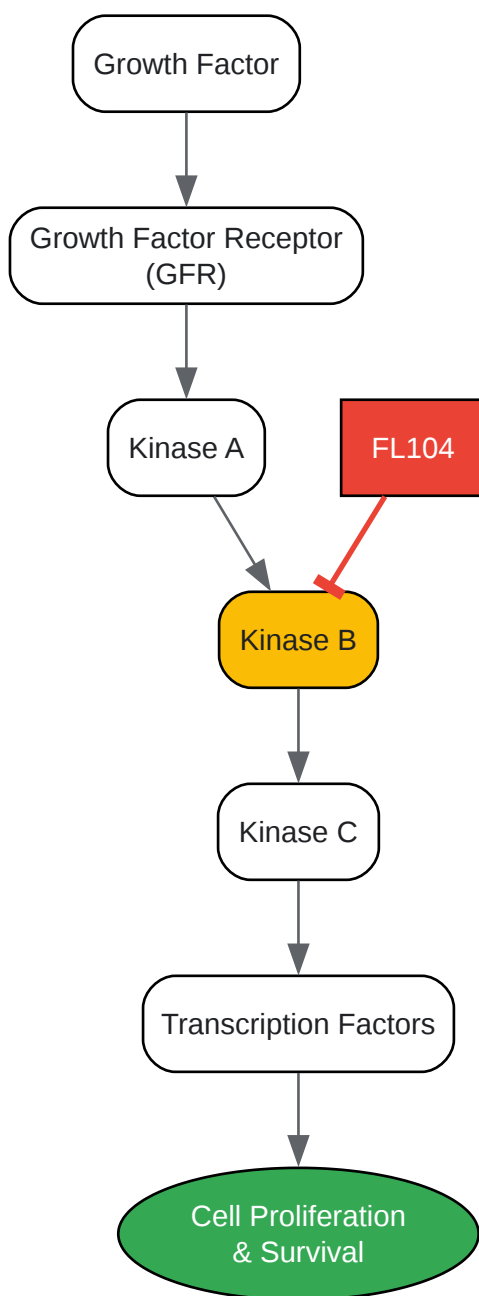 Growth Factor
Growth Factor Receptor
(GFR)
Kinase A
FL104
Kinase B
Kinase C
Transcription Factors
Cell Proliferation
& Survival